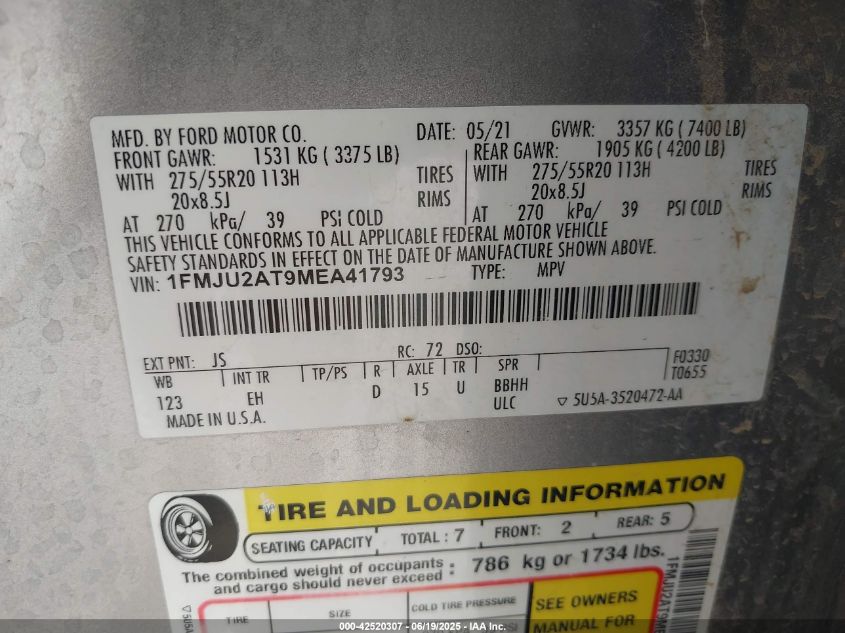 MFD. BY FORD MOTOR CO. DATE: 05/21 GVWR: 3357 KG ( 7400 LB)
FRONT GAWR: 1531 KG ( 3375 LB) REAR GAWR: 1905 KG ( 4200 LB)
WITH 275/55R20 113H TIRES WITH 275/55R20 113H TIRES
20x8.5J RIMS 20x8.5J RIMS
AT 270 kPa/ 39 PSI COLD AT 270 kPa/ 39 PSI COLD
THIS VEHICLE CONFORMS TO ALL APPLICABLE FEDERAL MOTOR VEHICLE
SAFETY STANDARDS IN EFFECT ON THE DATE OF MANUFACTURE SHOWN ABOVE.
VIN: 1FMJU2AT9MEA41793 TYPE: MPV
EXT PNT: JS RC: 72 DSO: F0330
WB INT TR TP/PS R AXLE TR SPR T0655
123 EH D 15 U BBHH
ULC ▽ 5U5A-3520472-AA
MADE IN U.S.A.
TIRE AND LOADING INFORMATION
SEATING CAPACITY TOTAL : 7 FRONT: 2 REAR: 5
The combined weight of occupants and cargo should never exceed : 786 kg or 1734 lbs.
TIRE SIZE COLD TIRE PRESSURE SEE OWNERS
MANUAL FOR
000-42520307 - 06/19/2025 - IAA Inc.